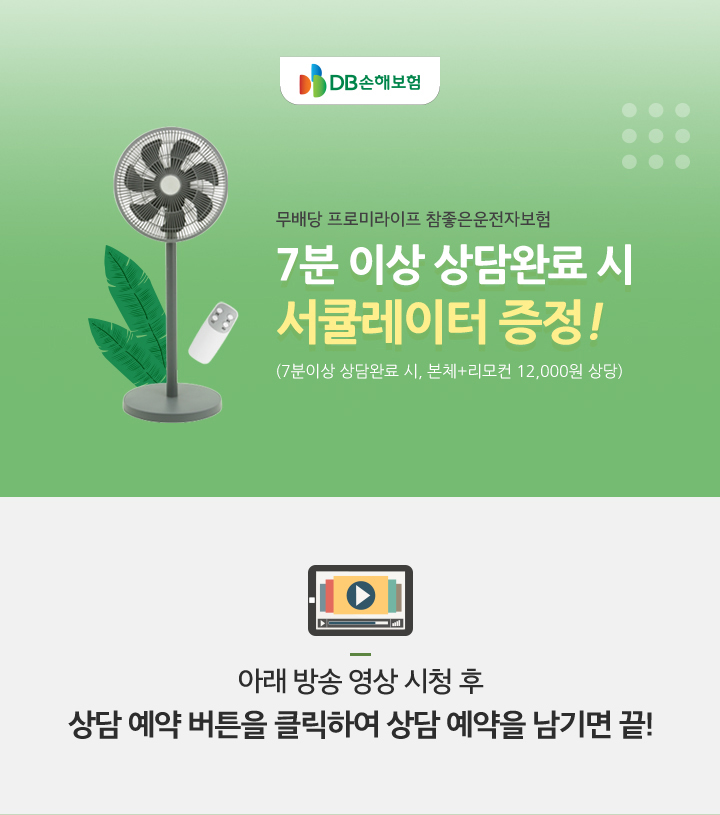 DB손해보험
무배당 프로미라이프 참좋은운전자보험
7분 이상 상담완료 시
서큘레이터 증정!
(7분이상 상담완료 시, 본체+리모컨 12,000원 상당)
아래 방송 영상 시청 후
상담 예약 버튼을 클릭하여 상담 예약을 남기면 끝!